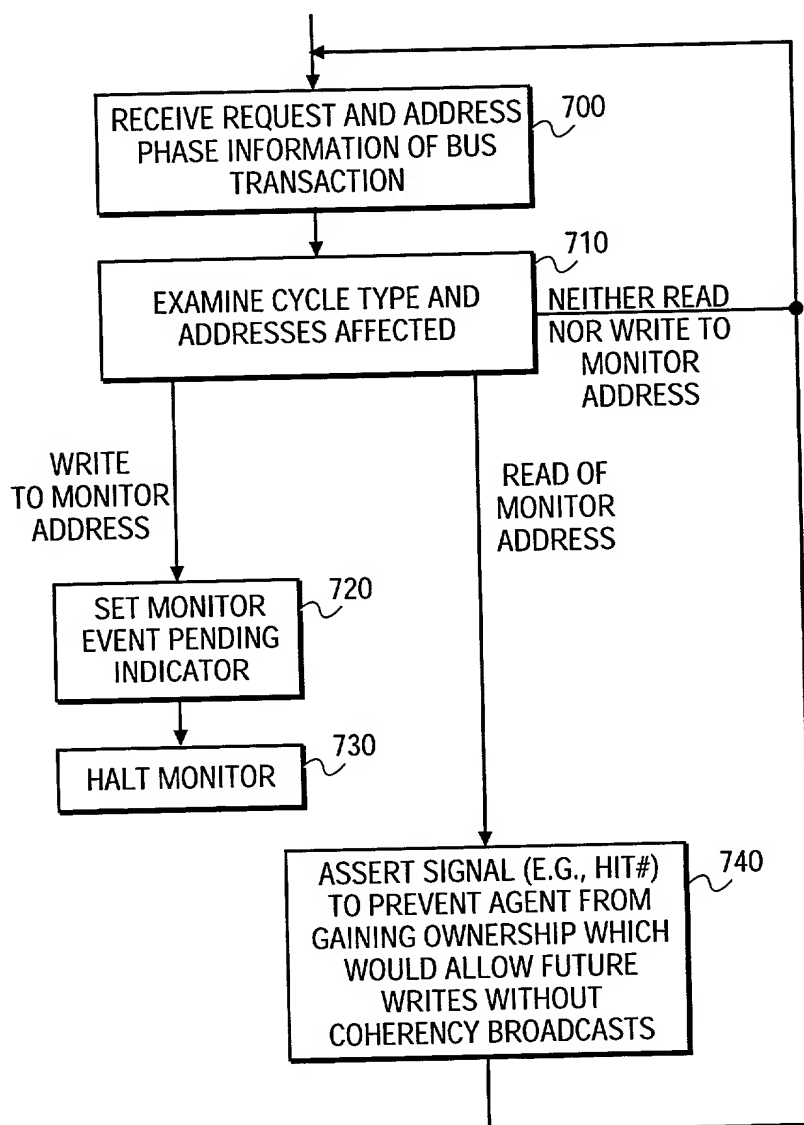 RECEIVE REQUEST AND ADDRESS
PHASE INFORMATION OF BUS
TRANSACTION
700
710
EXAMINE CYCLE TYPE AND
ADDRESSES AFFECTED
NEITHER READ
NOR WRITE TO
MONITOR
ADDRESS
WRITE
TO MONITOR
ADDRESS
READ OF
MONITOR
ADDRESS
SET MONITOR
EVENT PENDING
INDICATOR
720
HALT MONITOR
730
ASSERT SIGNAL (E.G., HIT#)
TO PREVENT AGENT FROM
GAINING OWNERSHIP WHICH
WOULD ALLOW FUTURE
WRITES WITHOUT
COHERENCY BROADCASTS
740